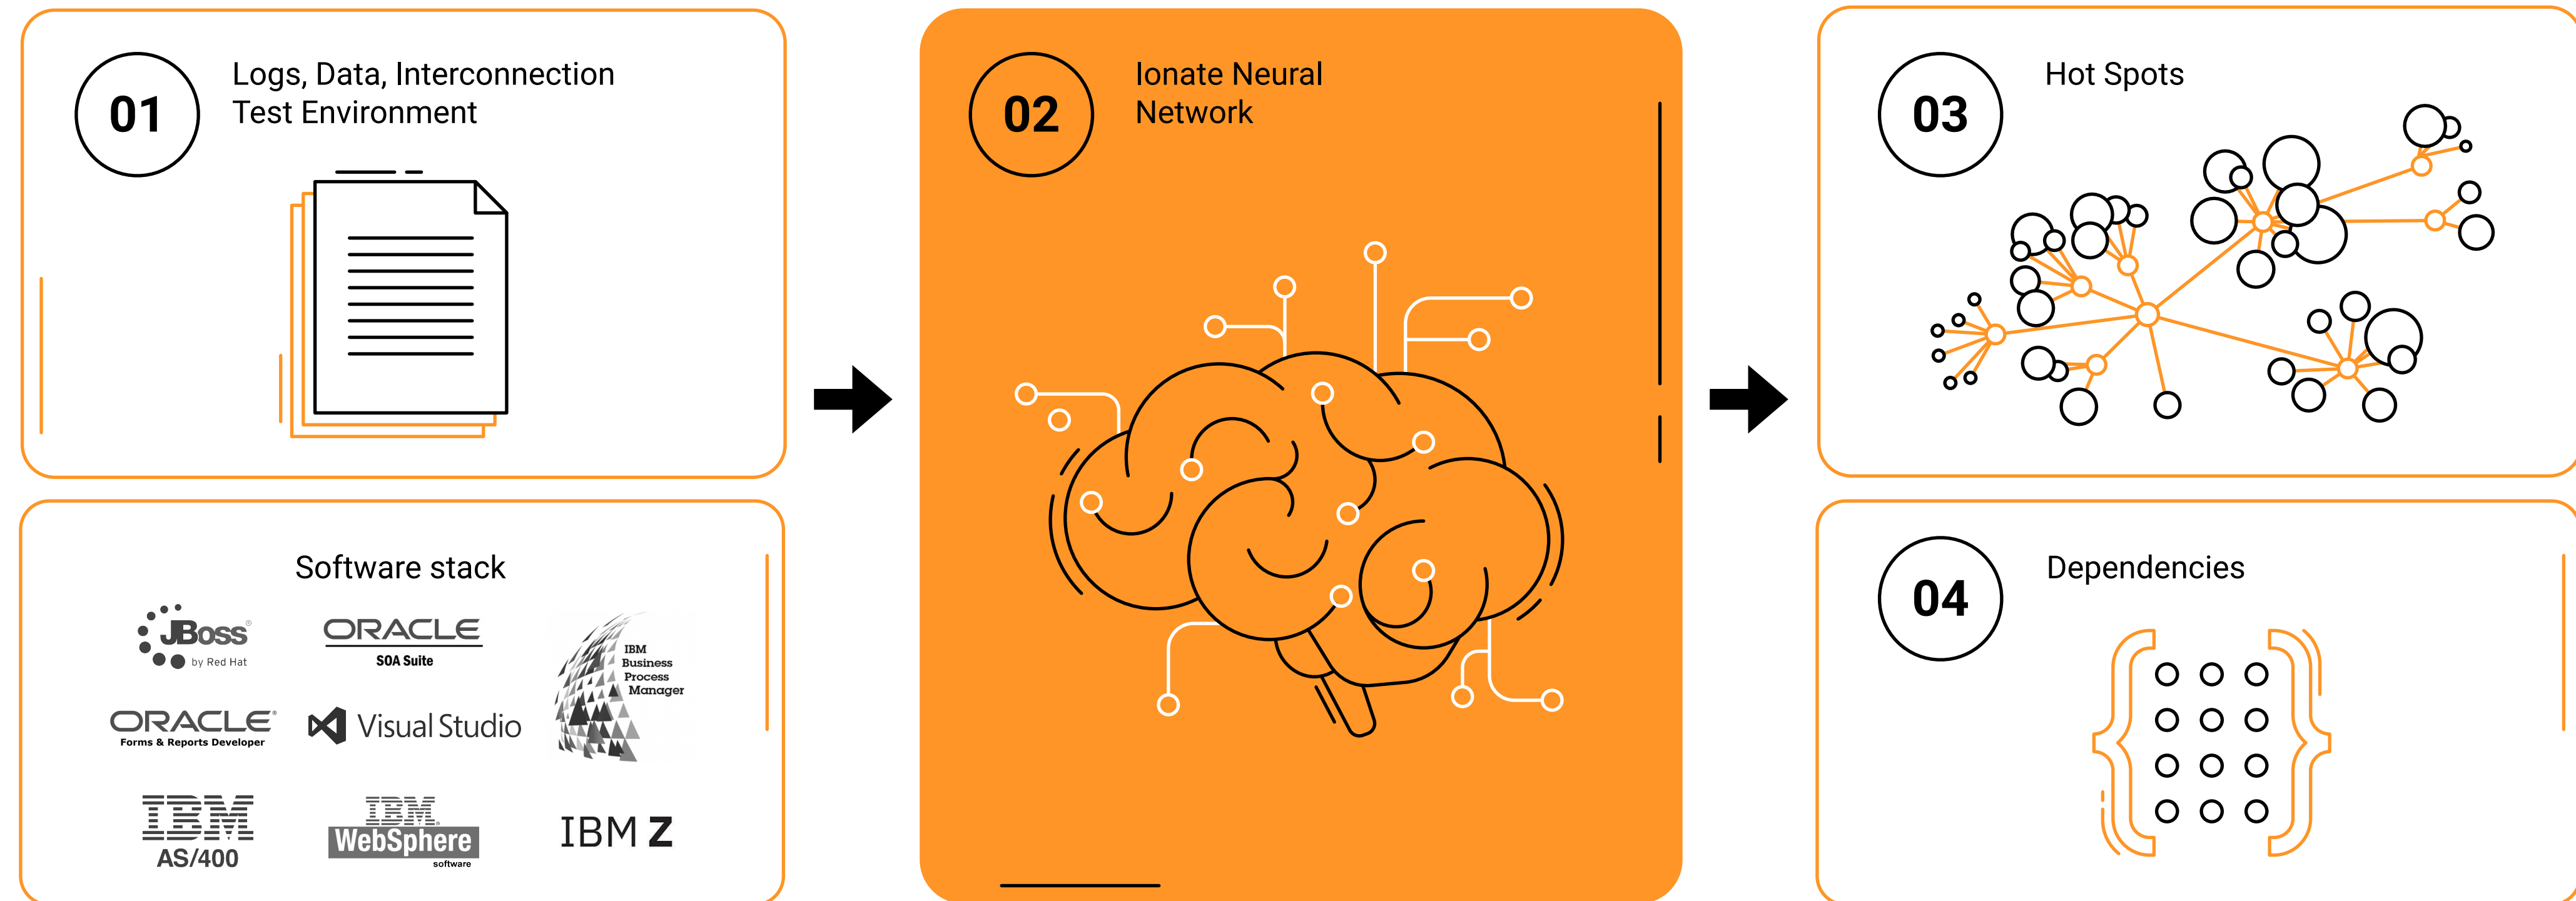 01
Logs, Data, Interconnection
Test Environment
Software stack
JBoss®
by Red Hat
ORACLE
SOA Suite
IBM
Business
Process
Manager
ORACLE®
Forms & Reports Developer
Visual Studio
IBM
AS/400
IBM®
WebSphere
software
IBM Z
02
Ionate Neural
Network
03
Hot Spots
04
Dependencies